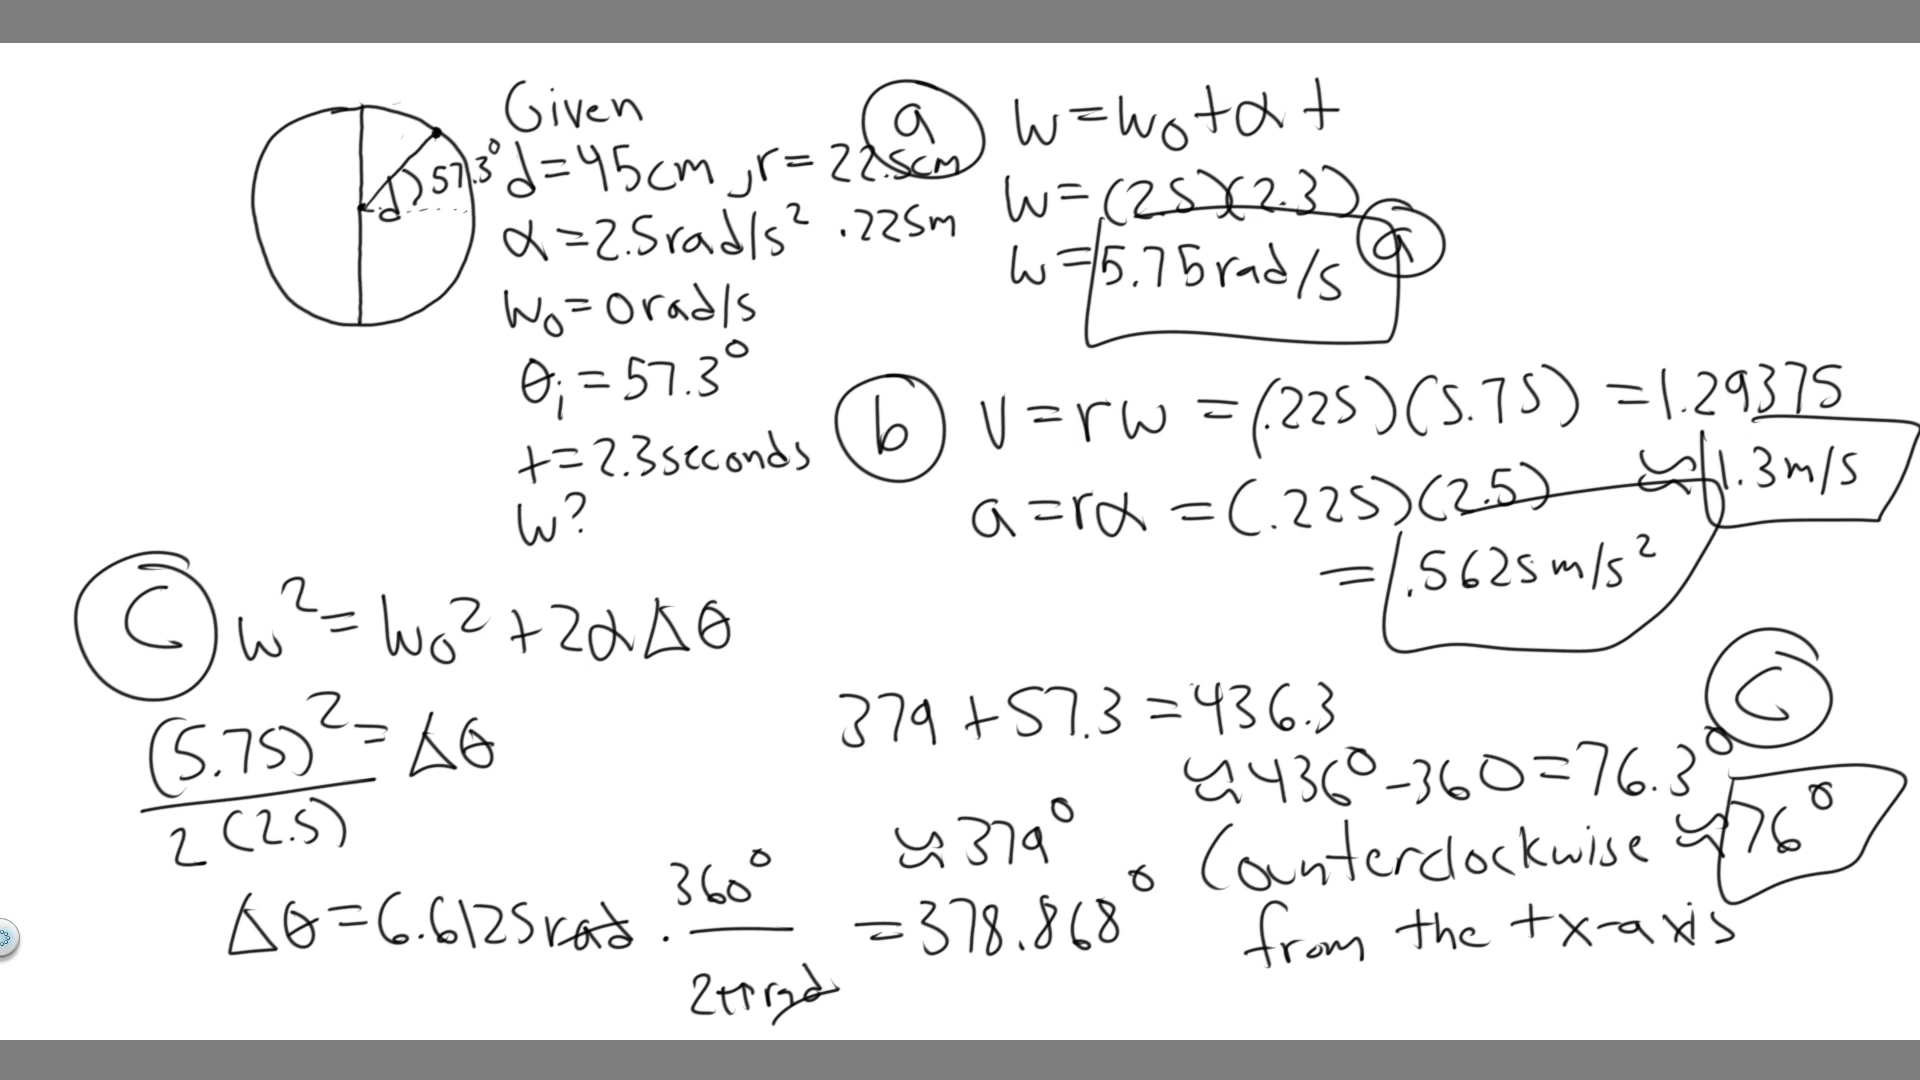 57.3°
d
Given
d=45cm, r=22.5cm
α=2.5rad/s² .225m
w₀=0rad/s
θᵢ=57.3°
t=2.3seconds
w?
a
w=w₀+αt
w=(2.5)(2.3)
w=5.75rad/s
a
b
v=rw=(.225)(5.75)=1.29375
≈1.3m/s
a=rα=(.225)(2.5)
=.5625m/s²
c
w²=w₀²+2αΔθ
(5.75)²/2(2.5)=Δθ
Δθ=6.6125rad·360°/2πrad=378.868°
≈379°
379+57.3=436.3
≈436°-360=76.3°
c
≈76°
Counterclockwise
from the +x-axis